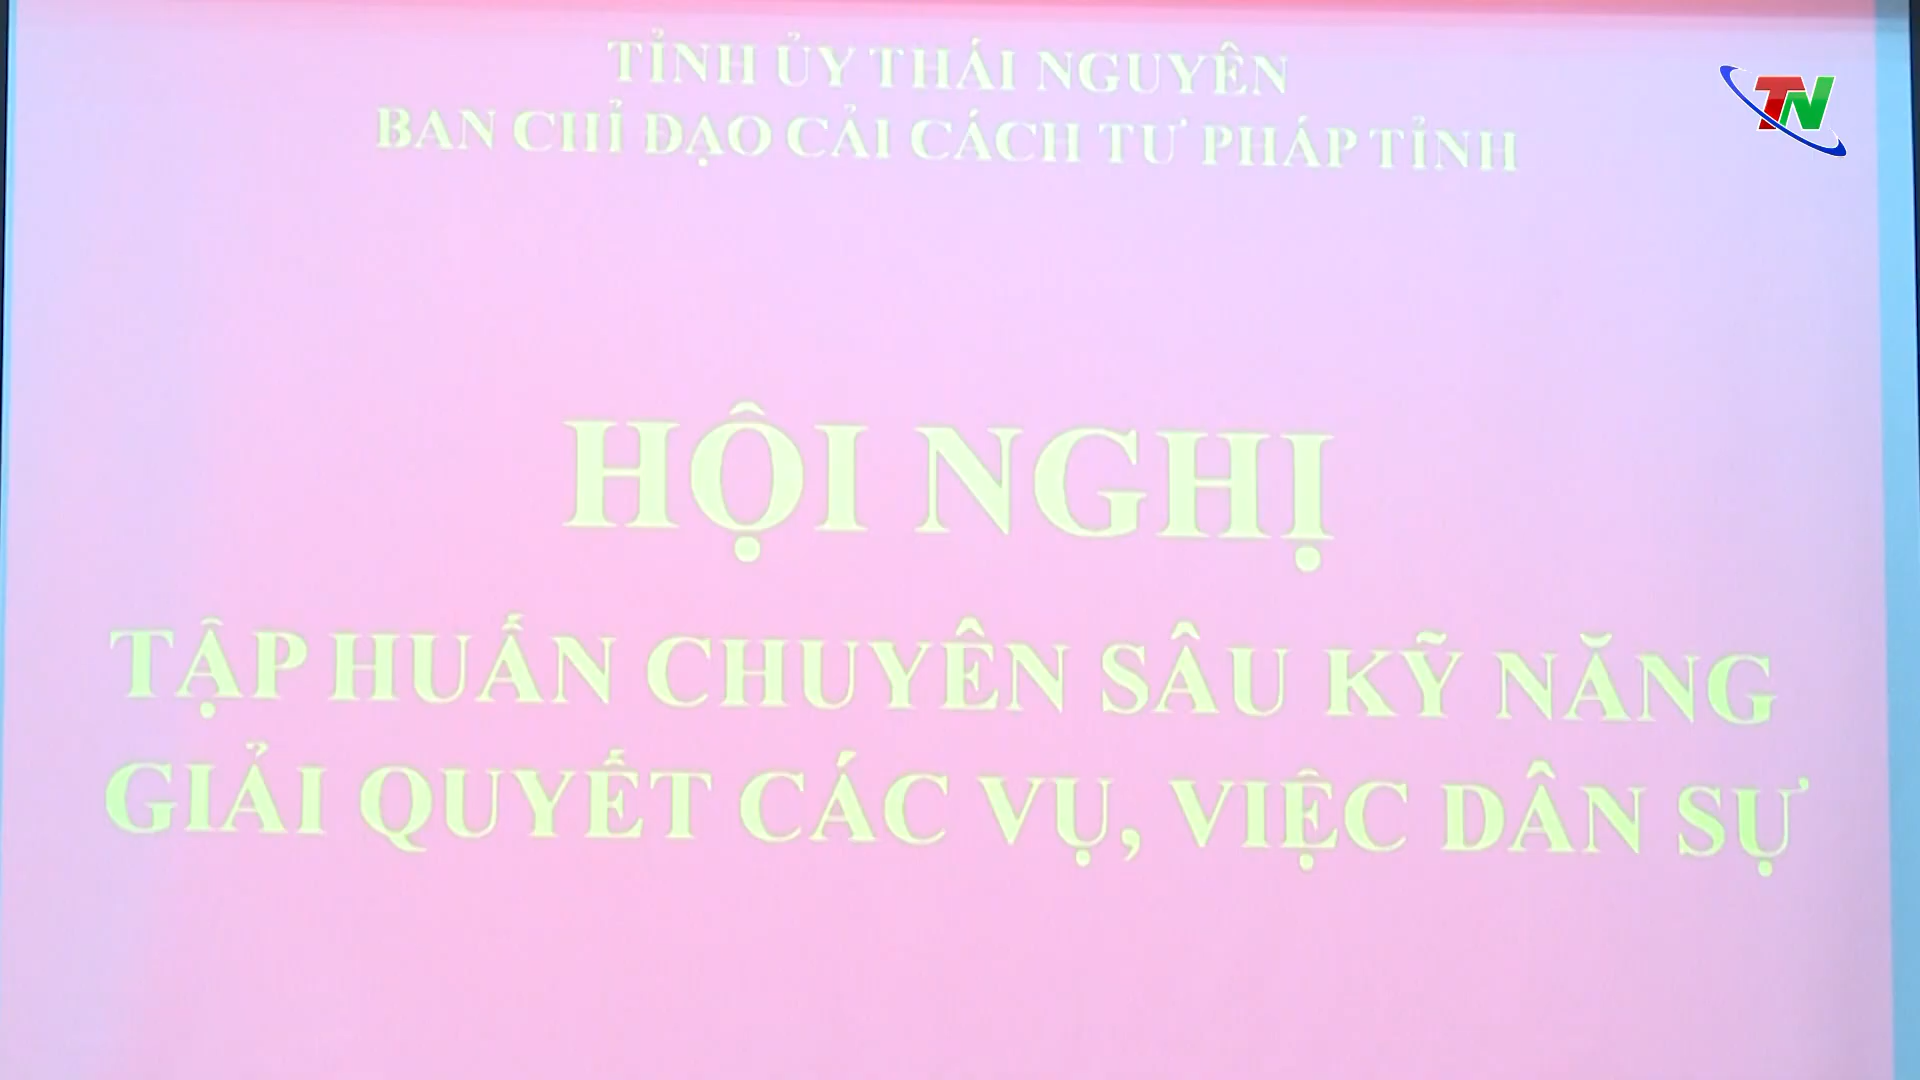 TỈNH ỦY THÁI NGUYÊN
BAN CHỈ ĐẠO CẢI CÁCH TƯ PHÁP TỈNH
TN
HỘI NGHỊ
TẬP HUẤN CHUYÊN SÂU KỸ NĂNG
GIẢI QUYẾT CÁC VỤ, VIỆC DÂN SỰ